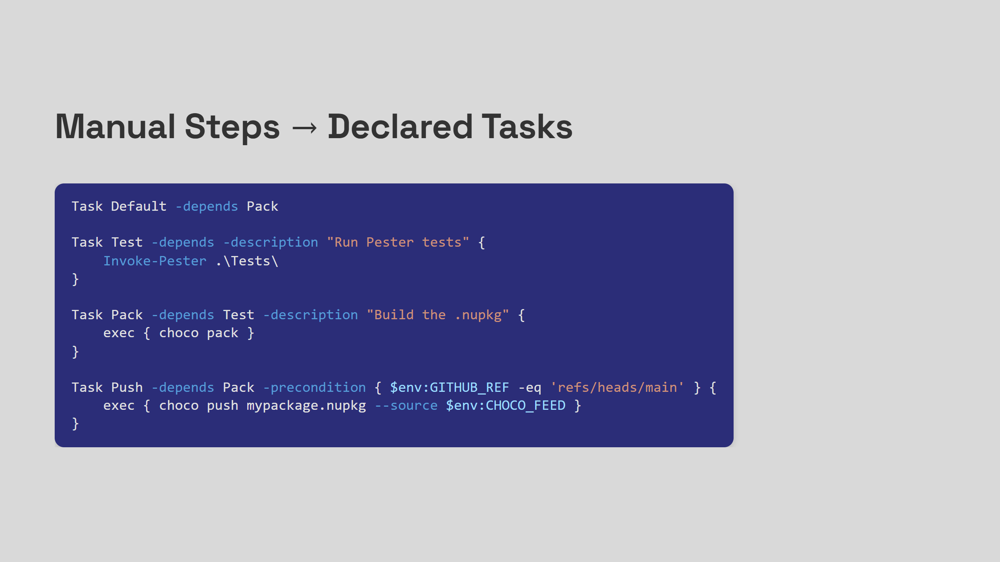 Manual Steps → Declared Tasks
Task Default -depends Pack
Task Test -depends -description "Run Pester tests" {
    Invoke-Pester .\Tests\
}
Task Pack -depends Test -description "Build the .nupkg" {
    exec { choco pack }
}
Task Push -depends Pack -precondition { $env:GITHUB_REF -eq 'refs/heads/main' } {
    exec { choco push mypackage.nupkg --source $env:CHOCO_FEED }
}